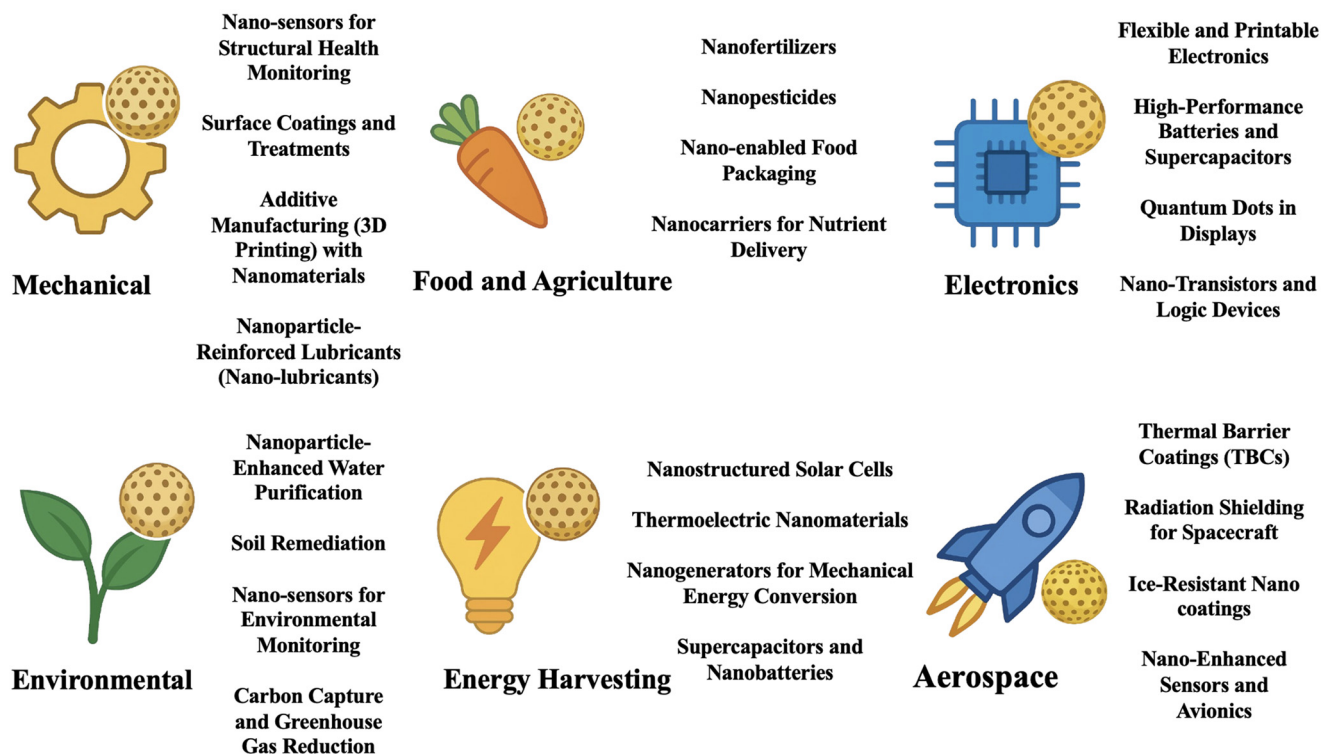 Nano-sensors for
Structural Health
Monitoring
Surface Coatings and
Treatments
Additive
Manufacturing (3D
Printing) with
Nanomaterials
Nanoparticle-
Reinforced Lubricants
(Nano-lubricants)
Mechanical
Nanofertilizers
Nanopesticides
Nano-enabled Food
Packaging
Nanocarriers for Nutrient
Delivery
Food and Agriculture
Flexible and Printable
Electronics
High-Performance
Batteries and
Supercapacitors
Quantum Dots in
Displays
Nano-Transistors and
Logic Devices
Electronics
Nanoparticle-
Enhanced Water
Purification
Soil Remediation
Nano-sensors for
Environmental
Monitoring
Carbon Capture
and Greenhouse
Gas Reduction
Environmental
Nanostructured Solar Cells
Thermoelectric Nanomaterials
Nanogenerators for Mechanical
Energy Conversion
Supercapacitors and
Nanobatteries
Energy Harvesting
Thermal Barrier
Coatings (TBCs)
Radiation Shielding
for Spacecraft
Ice-Resistant Nano
coatings
Nano-Enhanced
Sensors and
Avionics
Aerospace